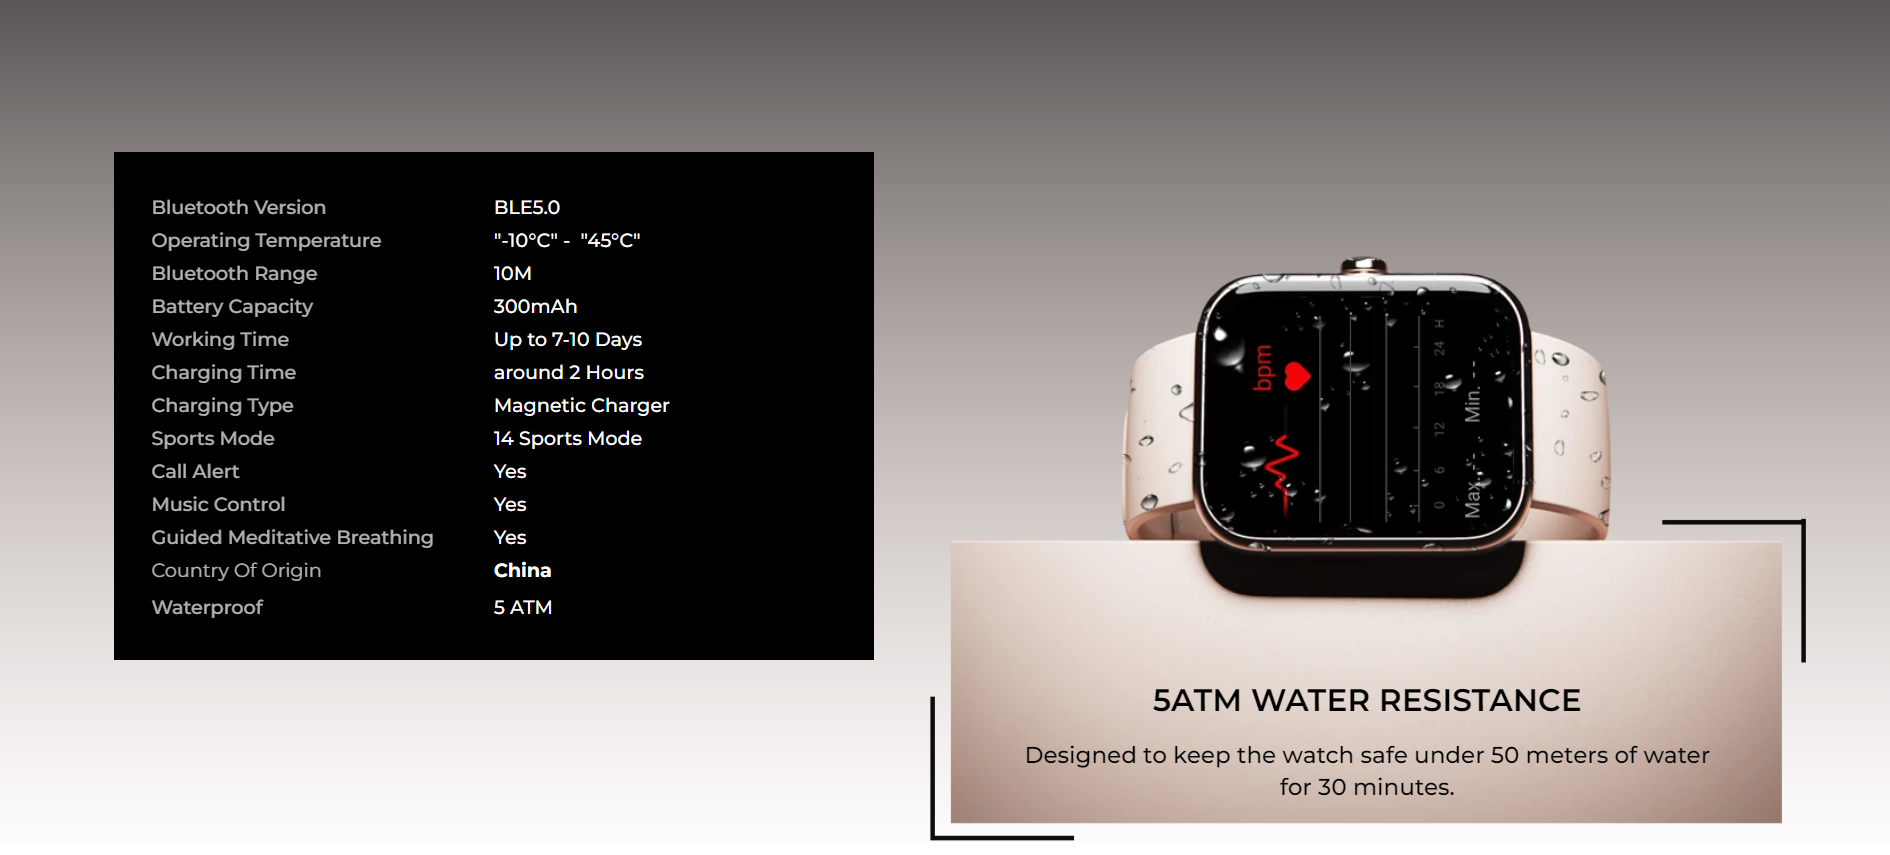 Bluetooth Version BLE5.0
Operating Temperature "-10°C" - "45°C"
Bluetooth Range 10M
Battery Capacity 300mAh
Working Time Up to 7-10 Days
Charging Time around 2 Hours
Charging Type Magnetic Charger
Sports Mode 14 Sports Mode
Call Alert Yes
Music Control Yes
Guided Meditative Breathing Yes
Country Of Origin China
Waterproof 5 ATM
bpm
0 6 12 18 24 H
Max. -- Min. --
5ATM WATER RESISTANCE
Designed to keep the watch safe under 50 meters of water
for 30 minutes.